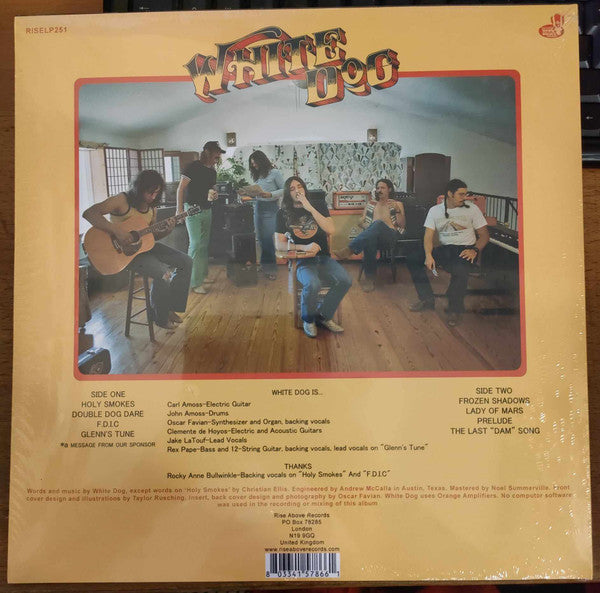 RISELP251
WHITE
DOG
SIDE ONE
HOLY SMOKES
DOUBLE DOG DARE
F.D.I.C
GLENN'S TUNE
*a MESSAGE FROM OUR SPONSOR
WHITE DOG IS...
Carl Amoss-Electric Guitar
John Amoss-Drums
Oscar Favian-Synthesizer and Organ, backing vocals
Clemente de Hoyos-Electric and Acoustic Guitars
Jake LaTouf-Lead Vocals
Rex Pape-Bass and 12-String Guitar, backing vocals, lead vocals on "Glenn's Tune"
THANKS
Rocky Anne Bullwinkle-Backing vocals on "Holy Smokes" And "F.D.I.C"
SIDE TWO
FROZEN SHADOWS
LADY OF MARS
PRELUDE
THE LAST "DAM" SONG
Words and music by White Dog, except words on 'Holy Smokes' by Christian Ellis. Engineered by Andrew McCalla in Austin, Texas. Mastered by Noel Summerville. Front
cover design and illustrations by Taylor Rushing. Insert, back cover design and photography by Oscar Favian. White Dog uses Orange Amplifiers. No computer software
was used in the recording or mixing of this album
Rise Above Records
PO Box 76285
London
N19 9GQ
United Kingdom
www.riseaboverecords.com
8 03341 57866 1